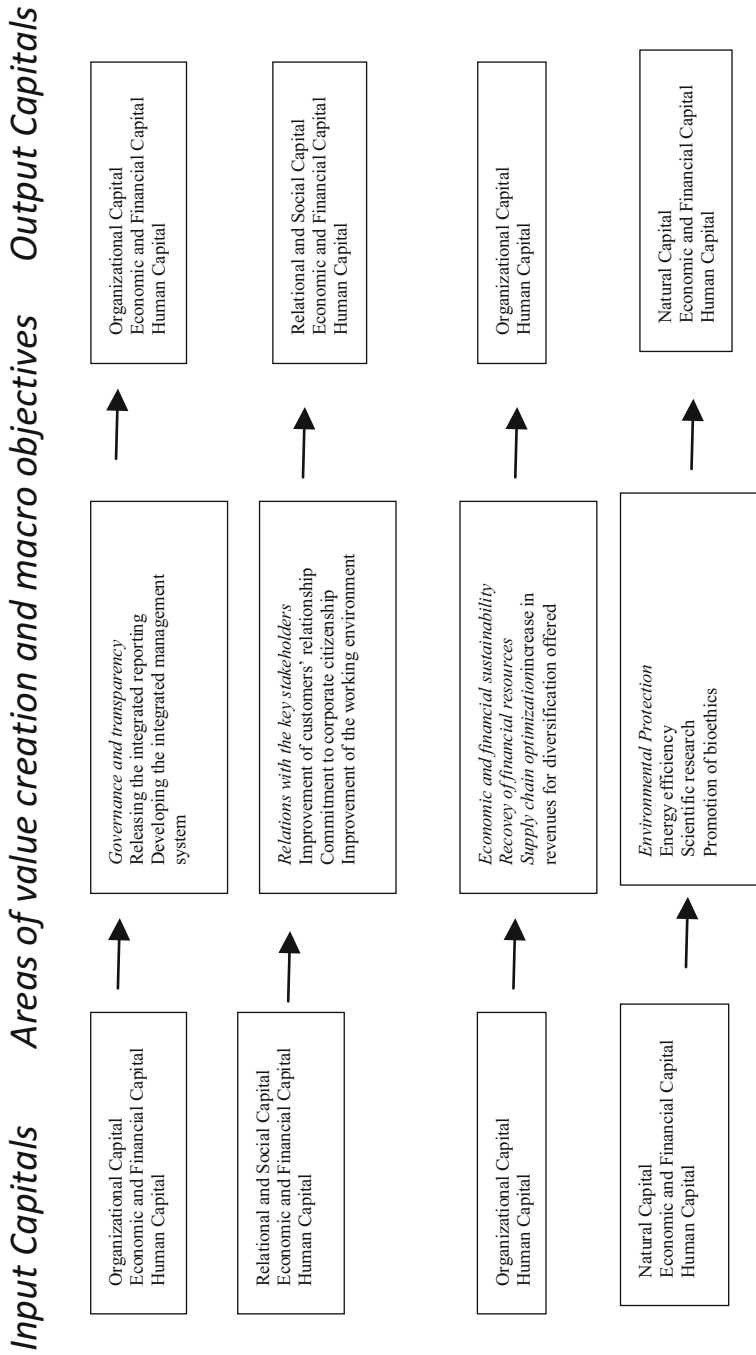 Input Capitals
Areas of value creation and macro objectives
Output Capitals
Organizational Capital
Economic and Financial Capital
Human Capital
Governance and transparency
Releasing the integrated reporting
Developing the integrated management
system
Organizational Capital
Economic and Financial Capital
Human Capital
Relational and Social Capital
Economic and Financial Capital
Human Capital
Relations with the key stakeholders
Improvement of customers’ relationship
Commitment to corporate citizenship
Improvement of the working environment
Relational and Social Capital
Economic and Financial Capital
Human Capital
Organizational Capital
Human Capital
Economic and financial sustainability
Recovey of financial resources
Supply chain optimizationincrease in
revenues for diversification offered
Organizational Capital
Human Capital
Natural Capital
Economic and Financial Capital
Human Capital
Environmental Protection
Energy efficiency
Scientific research
Promotion of bioethics
Natural Capital
Economic and Financial Capital
Human Capital